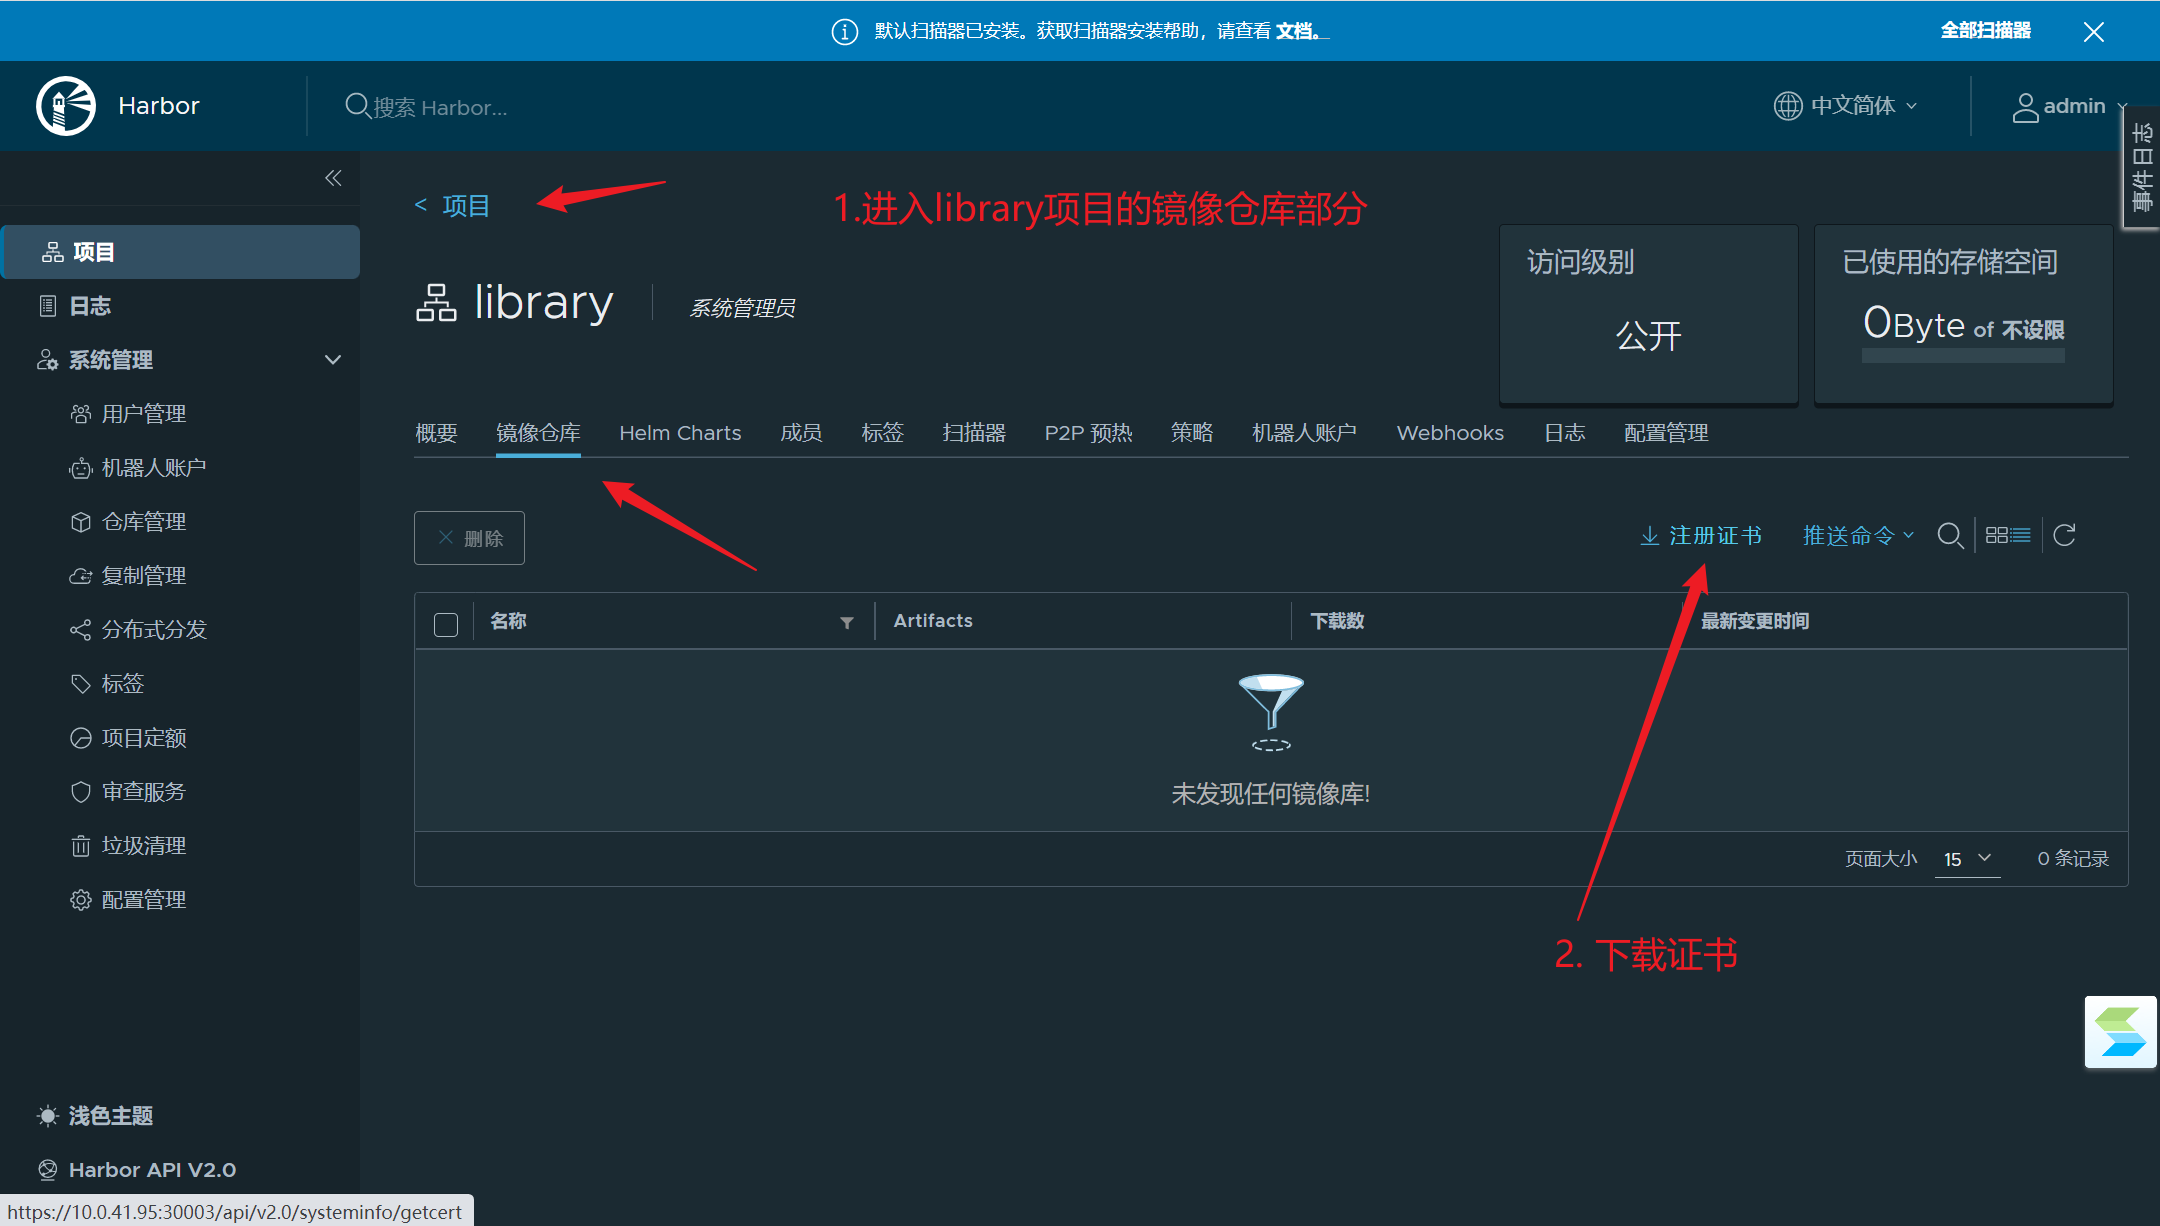 默认扫描器已安装。获取扫描器安装帮助，请查看 文档。
全部扫描器
Harbor
搜索 Harbor...
中文简体
admin
事件日志
< 项目
1.进入library项目的镜像仓库部分
项目
日志
系统管理
用户管理
机器人账户
仓库管理
复制管理
分布式分发
标签
项目定额
审查服务
垃圾清理
配置管理
浅色主题
Harbor API V2.0
library
系统管理员
访问级别
公开
已使用的存储空间
0Byte of 不设限
概要 镜像仓库 Helm Charts 成员 标签 扫描器 P2P 预热 策略 机器人账户 Webhooks 日志 配置管理
删除
注册证书
推送命令
名称 Artifacts 下载数 最新变更时间
未发现任何镜像库!
页面大小 15 0 条记录
2. 下载证书
https://10.0.41.95:30003/api/v2.0/systeminfo/getcert